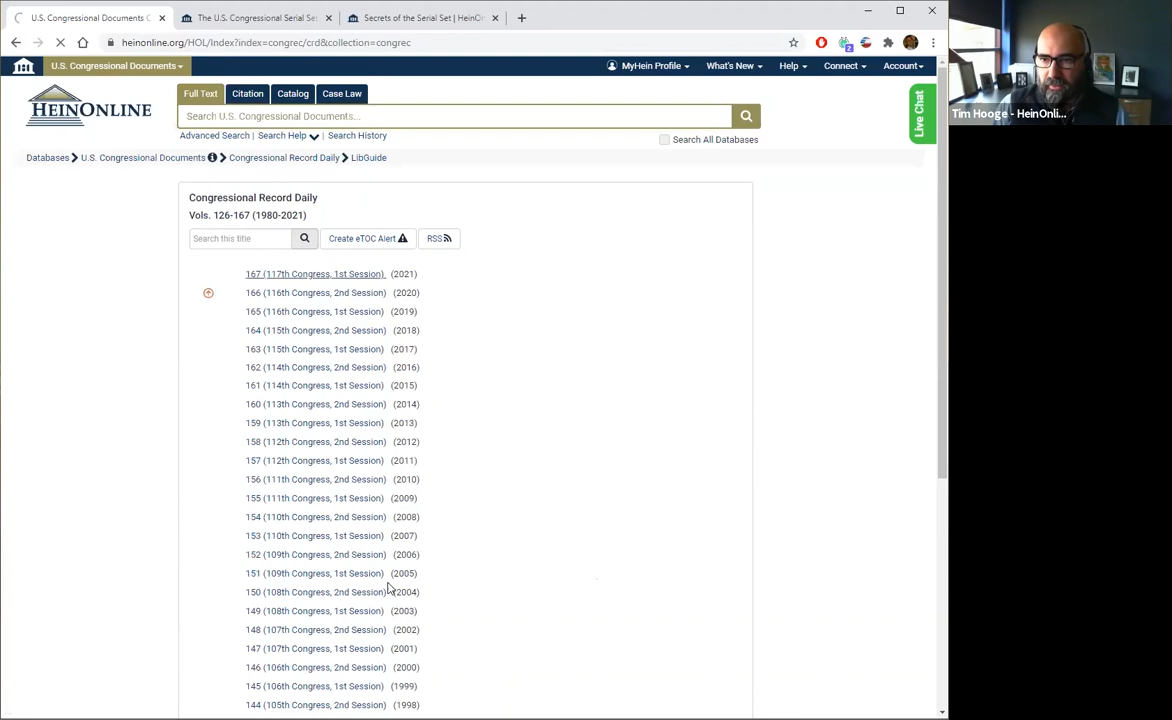 U.S. Congressional Documents C
The U.S. Congressional Serial Set
Secrets of the Serial Set | HeinOn
heinonline.org/HOL/Index?index=congrec/crd&collection=congrec
2
U.S. Congressional Documents
MyHein Profile
What's New
Help
Connect
Account
HEINONLINE
Full Text
Citation
Catalog
Case Law
Search U.S. Congressional Documents...
Advanced Search
Search Help
Search History
Search All Databases
Live Chat
Tim Hooge - HeinOnli...
Databases
U.S. Congressional Documents
Congressional Record Daily
LibGuide
Congressional Record Daily
Vols. 126-167 (1980-2021)
Search this title
Create eTOC Alert
RSS
167 (117th Congress, 1st Session) (2021)
166 (116th Congress, 2nd Session) (2020)
165 (116th Congress, 1st Session) (2019)
164 (115th Congress, 2nd Session) (2018)
163 (115th Congress, 1st Session) (2017)
162 (114th Congress, 2nd Session) (2016)
161 (114th Congress, 1st Session) (2015)
160 (113th Congress, 2nd Session) (2014)
159 (113th Congress, 1st Session) (2013)
158 (112th Congress, 2nd Session) (2012)
157 (112th Congress, 1st Session) (2011)
156 (111th Congress, 2nd Session) (2010)
155 (111th Congress, 1st Session) (2009)
154 (110th Congress, 2nd Session) (2008)
153 (110th Congress, 1st Session) (2007)
152 (109th Congress, 2nd Session) (2006)
151 (109th Congress, 1st Session) (2005)
150 (108th Congress, 2nd Session) (2004)
149 (108th Congress, 1st Session) (2003)
148 (107th Congress, 2nd Session) (2002)
147 (107th Congress, 1st Session) (2001)
146 (106th Congress, 2nd Session) (2000)
145 (106th Congress, 1st Session) (1999)
144 (105th Congress, 2nd Session) (1998)